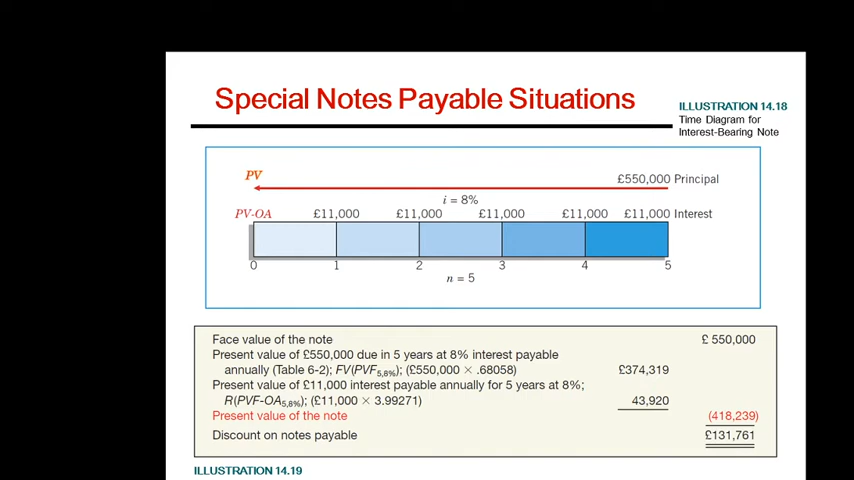 Special Notes Payable Situations
ILLUSTRATION 14.18
Time Diagram for
Interest-Bearing Note
PV
£550,000 Principal
i = 8%
PV-OA £11,000 £11,000 £11,000 £11,000 £11,000 Interest
0 1 2 3 4 5
n = 5
Face value of the note £ 550,000
Present value of £550,000 due in 5 years at 8% interest payable
annually (Table 6-2); FV(PVF5,8%); (£550,000 × .68058) £374,319
Present value of £11,000 interest payable annually for 5 years at 8%;
R(PVF-OA5,8%); (£11,000 × 3.99271) 43,920
Present value of the note (418,239)
Discount on notes payable £131,761
ILLUSTRATION 14.19